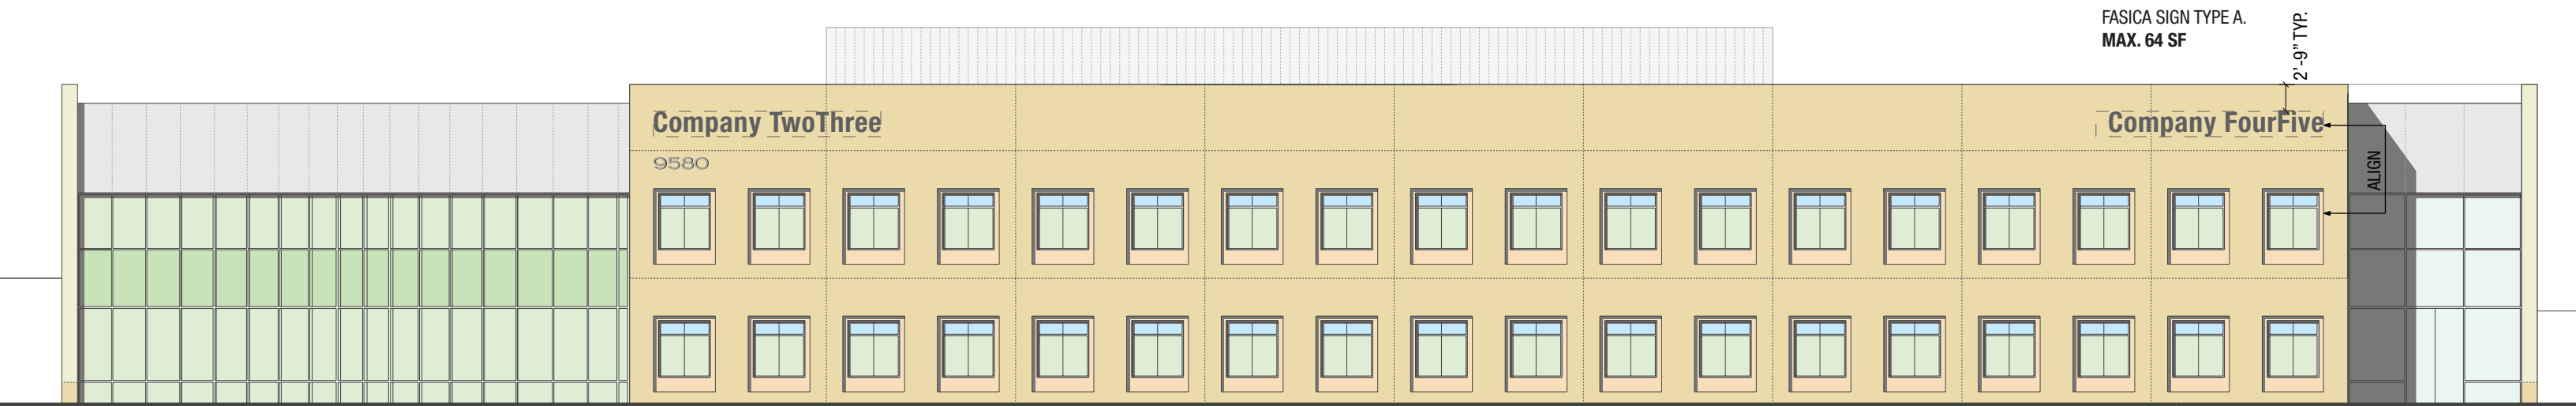 FASICA SIGN TYPE A.
MAX. 64 SF
2'-9" TYP.
Company TwoThree
Company FourFive
9580
ALIGN